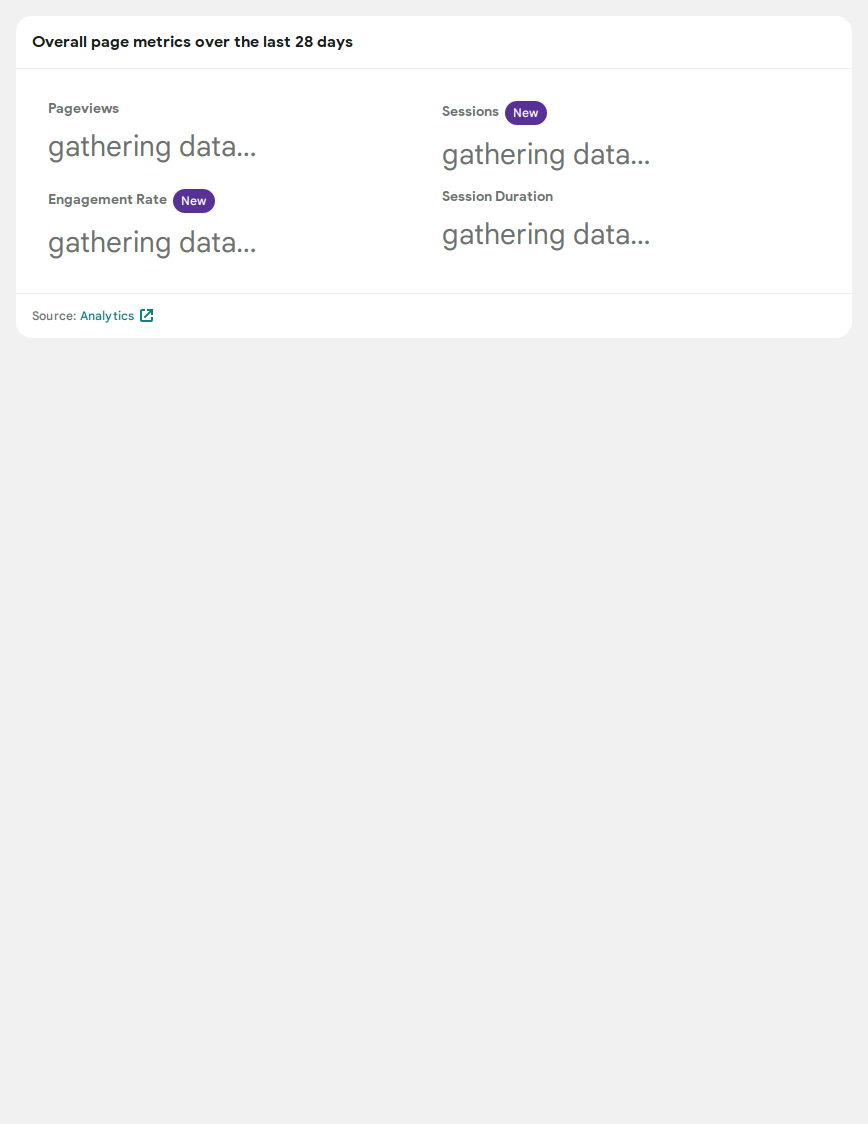 Overall page metrics over the last 28 days
Pageviews
gathering data...
Sessions New
gathering data...
Engagement Rate New
gathering data...
Session Duration
gathering data...
Source: Analytics